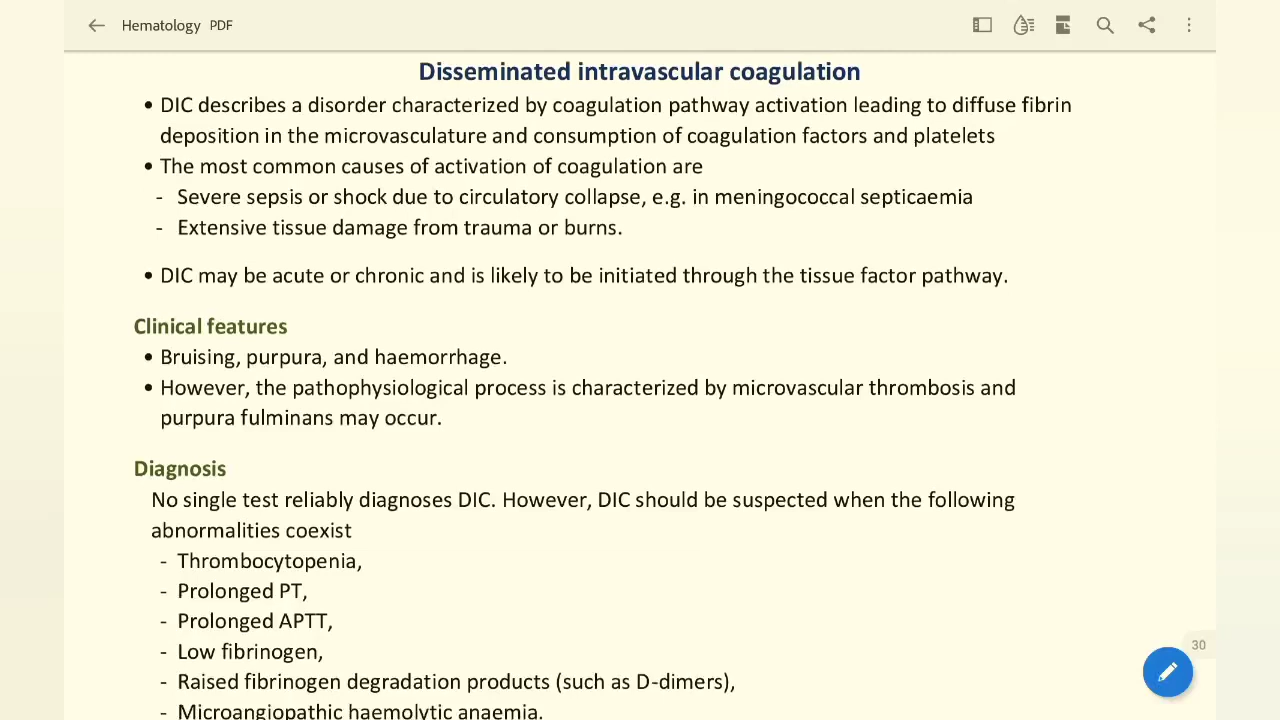 Hematology PDF
Disseminated intravascular coagulation
• DIC describes a disorder characterized by coagulation pathway activation leading to diffuse fibrin
deposition in the microvasculature and consumption of coagulation factors and platelets
• The most common causes of activation of coagulation are
- Severe sepsis or shock due to circulatory collapse, e.g. in meningococcal septicaemia
- Extensive tissue damage from trauma or burns.
• DIC may be acute or chronic and is likely to be initiated through the tissue factor pathway.
Clinical features
• Bruising, purpura, and haemorrhage.
• However, the pathophysiological process is characterized by microvascular thrombosis and
purpura fulminans may occur.
Diagnosis
No single test reliably diagnoses DIC. However, DIC should be suspected when the following
abnormalities coexist
- Thrombocytopenia,
- Prolonged PT,
- Prolonged APTT,
- Low fibrinogen,
- Raised fibrinogen degradation products (such as D-dimers),
- Microangiopathic haemolytic anaemia.
30